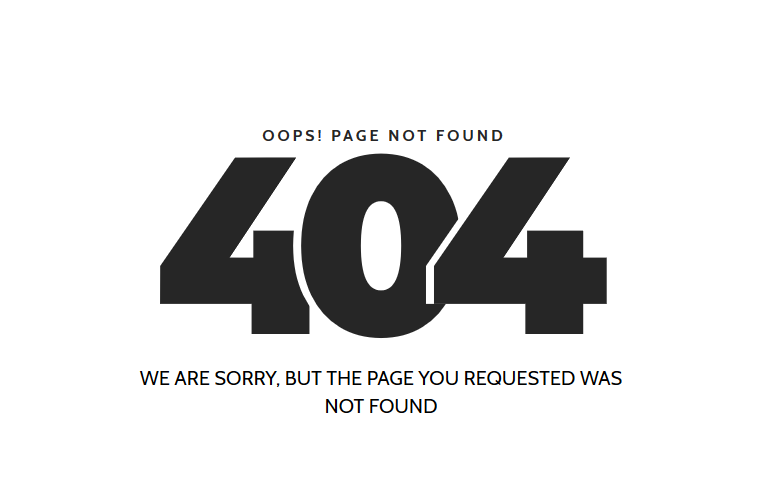 OOPS! PAGE NOT FOUND
404
WE ARE SORRY, BUT THE PAGE YOU REQUESTED WAS
NOT FOUND